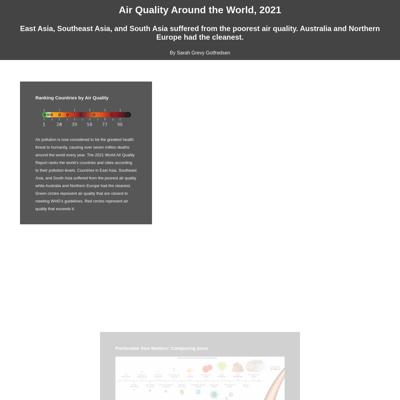 Air Quality Around the World, 2021
East Asia, Southeast Asia, and South Asia suffered from the poorest air quality. Australia and Northern
Europe had the cleanest.
By Sarah Grevy Gotfredsen
Ranking Countries by Air Quality
1 20 39 58 77 96
Air pollution is now considered to be the greatest health
threat to humanity, causing over seven million deaths
around the world every year. The 2021 World Air Quality
Report ranks the world's countries and cities according
to their pollution levels. Countries in East Asia, Southeast
Asia, and South Asia suffered from the poorest air quality
while Australia and Northern Europe had the cleanest.
Green circles represent air quality that are closest to
meeting WHO's guidelines. Red circles represent air
quality that exceeds it.
Particulate Size Matters: Comparing Sizes